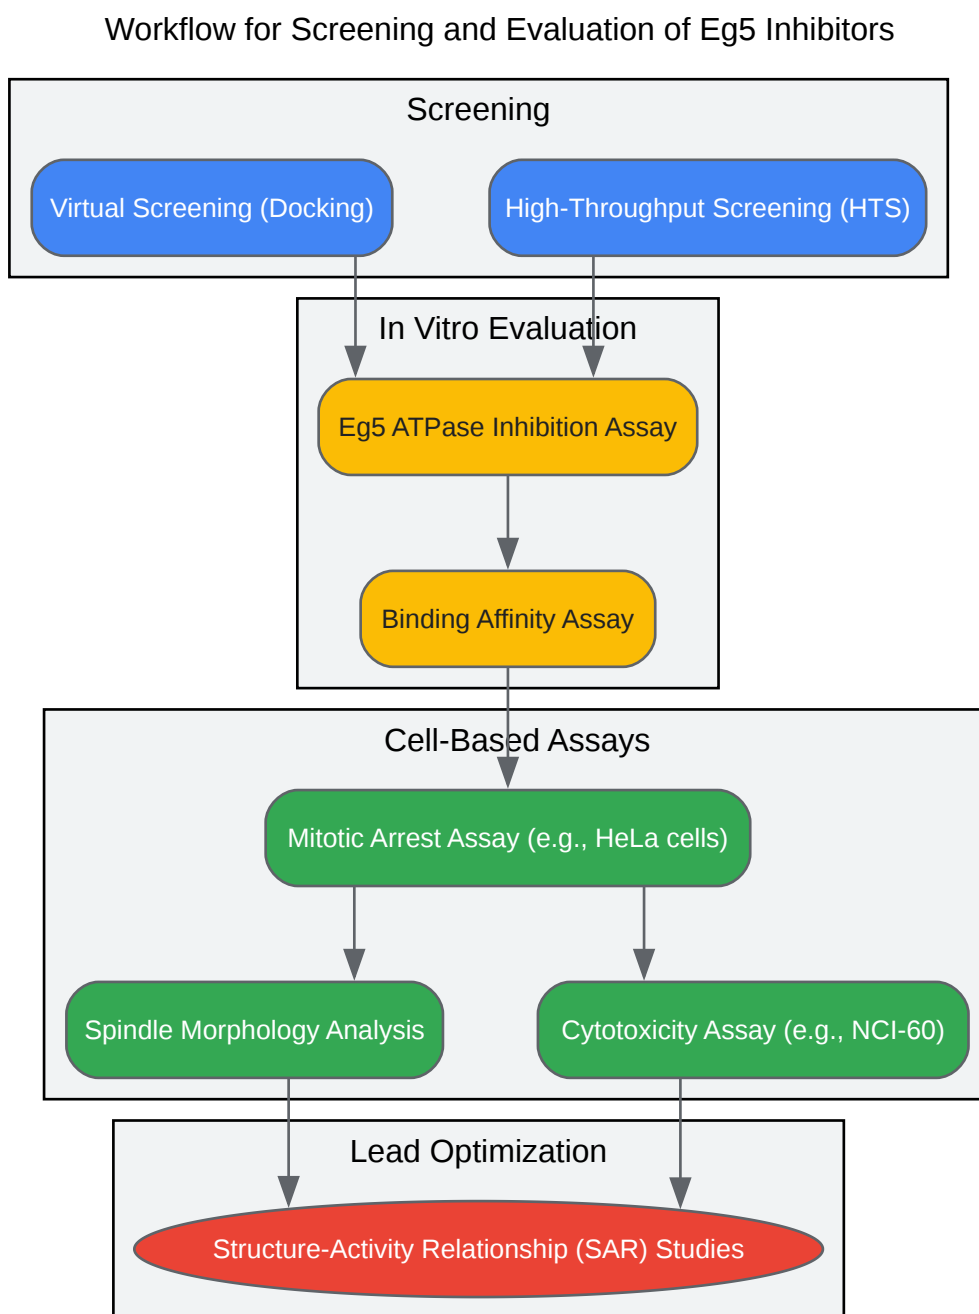 Workflow for Screening and Evaluation of Eg5 Inhibitors
Screening
Virtual Screening (Docking)
High-Throughput Screening (HTS)
In Vitro Evaluation
Eg5 ATPase Inhibition Assay
Binding Affinity Assay
Cell-Based Assays
Mitotic Arrest Assay (e.g., HeLa cells)
Spindle Morphology Analysis
Cytotoxicity Assay (e.g., NCI-60)
Lead Optimization
Structure-Activity Relationship (SAR) Studies